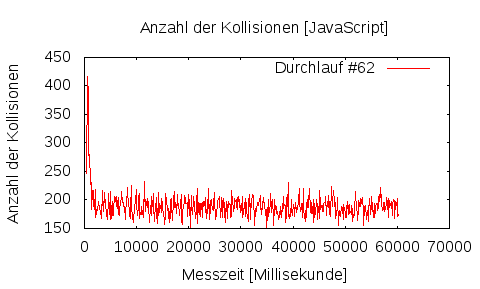 Anzahl der Kollisionen [JavaScript]
Durchlauf #62
Anzahl der Kollisionen
450
400
350
300
250
200
150
0 10000 20000 30000 40000 50000 60000 70000
Messzeit [Millisekunde]